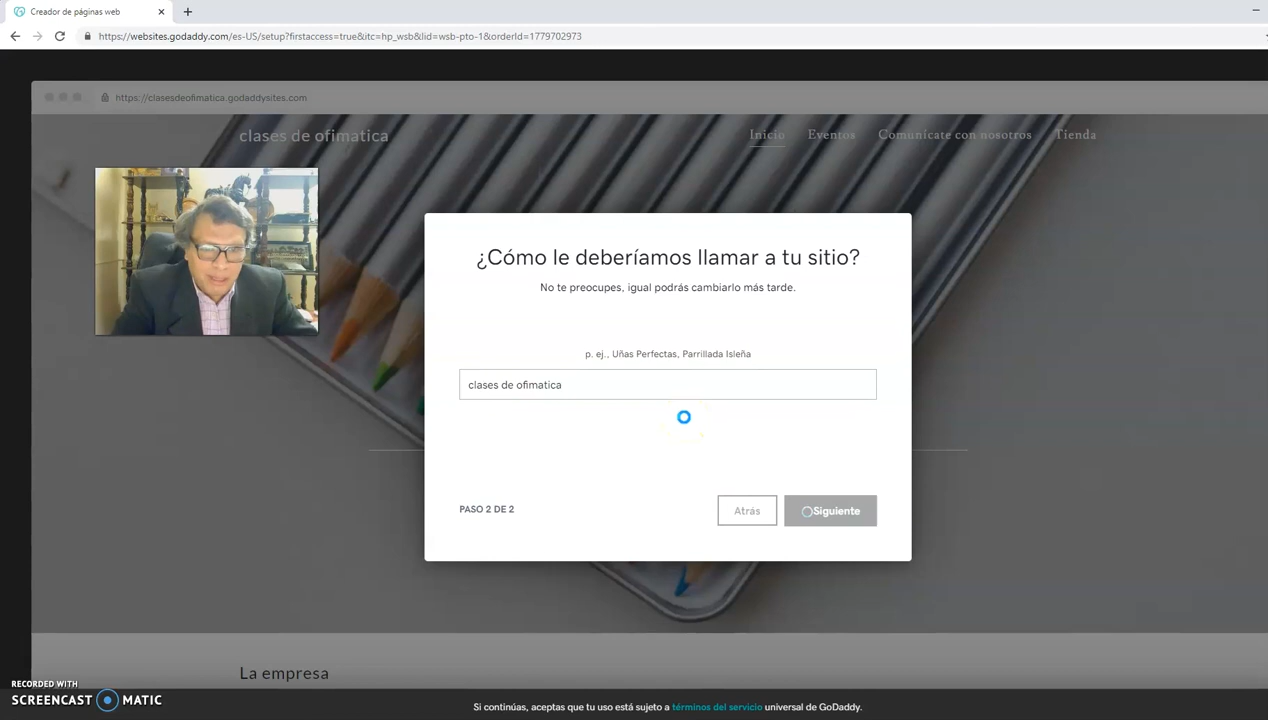 Creador de páginas web
https://websites.godaddy.com/es-US/setup?firstaccess=true&itc=hp_wsb&lid=wsb-pto-1&orderId=1779702973
https://clasesdeofimatica.godaddysites.com
clases de ofimatica
Inicio Eventos Comunícate con nosotros Tienda
¿Cómo le deberíamos llamar a tu sitio?
No te preocupes, igual podrás cambiarlo más tarde.
p. ej., Uñas Perfectas, Parrillada Isleña
clases de ofimatica
PASO 2 DE 2
Atrás
Siguiente
La empresa
RECORDED WITH
SCREENCAST MATIC
Si continúas, aceptas que tu uso está sujeto a términos del servicio universal de GoDaddy.